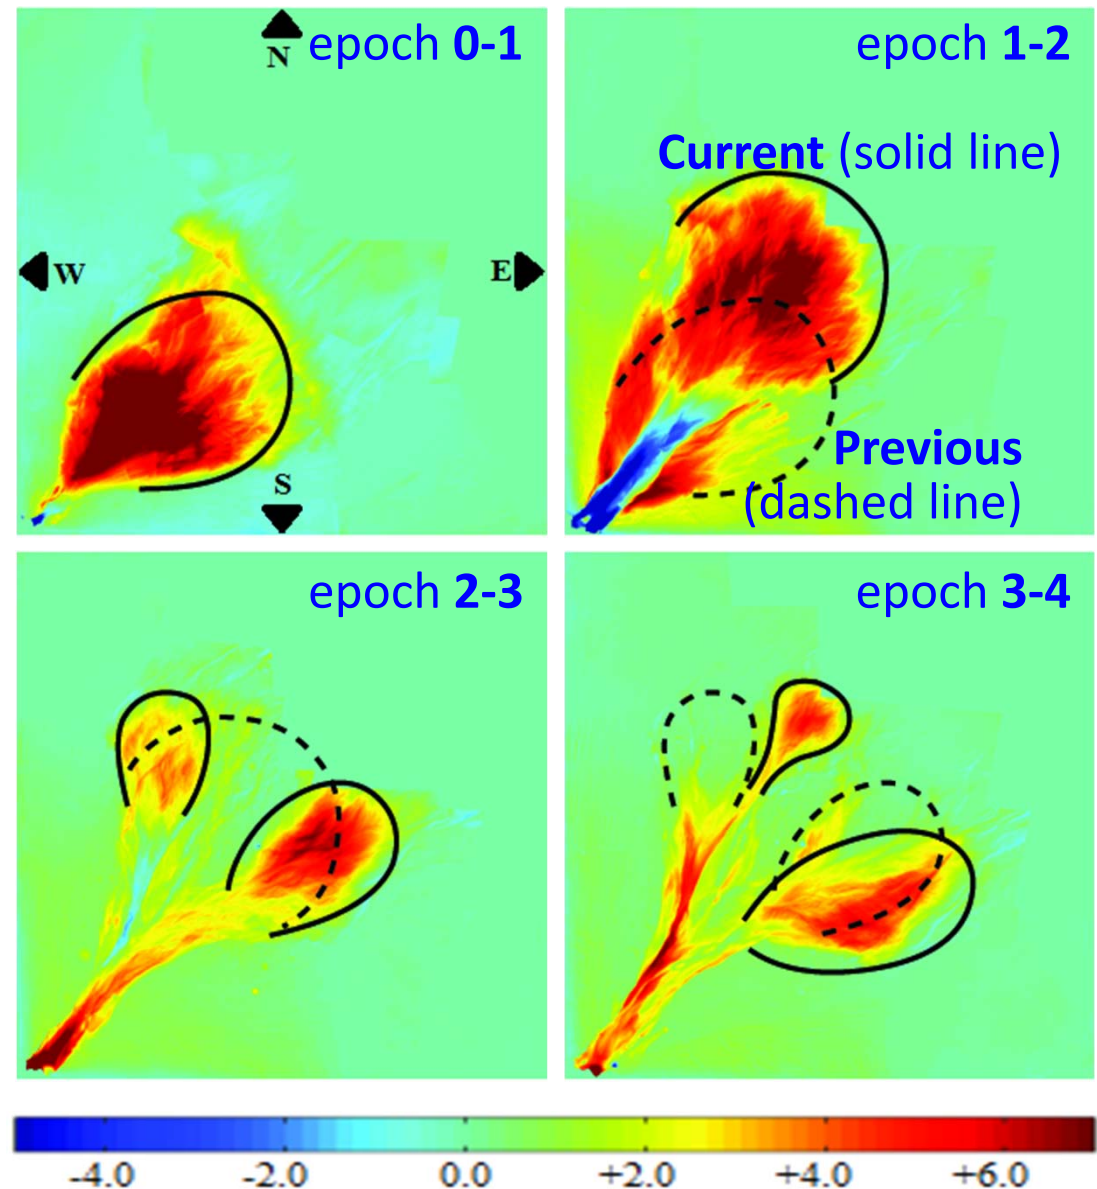 epoch 0-1
N
W
E
S
epoch 1-2
Current (solid line)
Previous
(dashed line)
epoch 2-3
epoch 3-4
-4.0 -2.0 0.0 +2.0 +4.0 +6.0